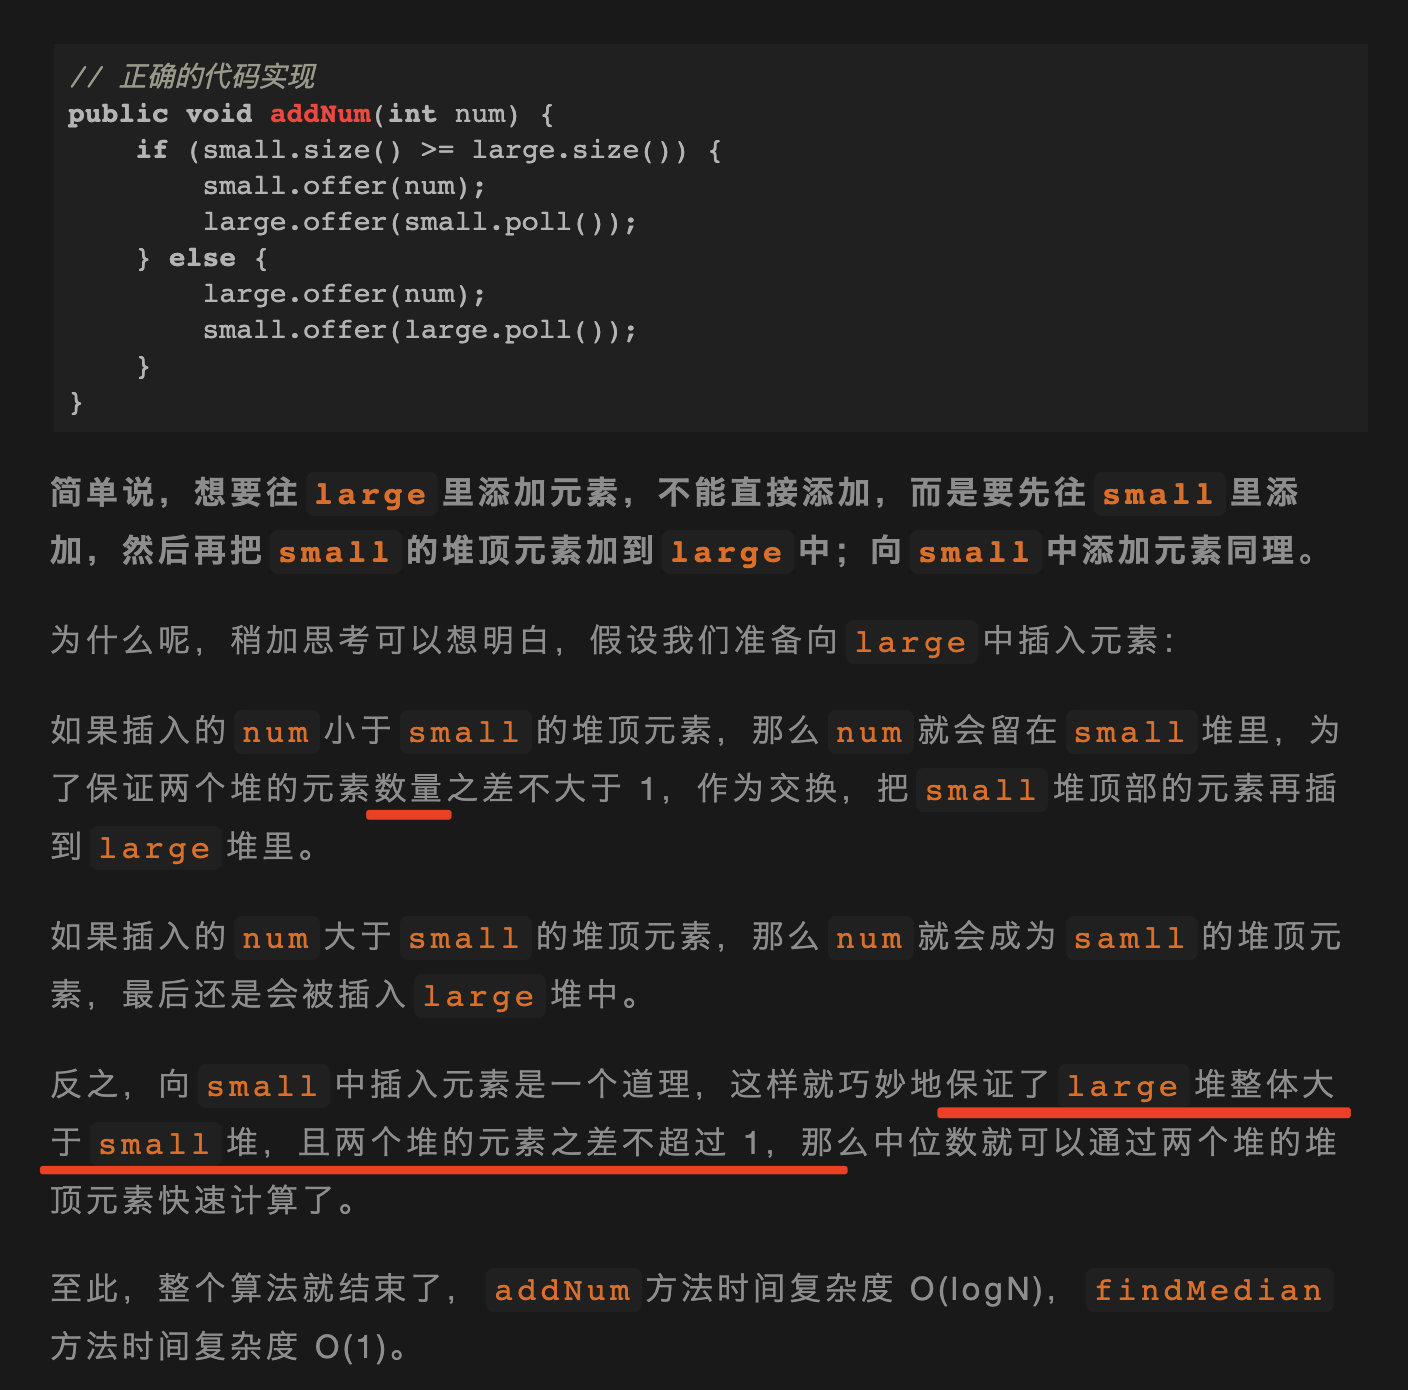 // 正确的代码实现
public void addNum(int num) {
    if (small.size() >= large.size()) {
        small.offer(num);
        large.offer(small.poll());
    } else {
        large.offer(num);
        small.offer(large.poll());
    }
}
简单说，想要往 large 里添加元素，不能直接添加，而是要先往 small 里添
加，然后再把 small 的堆顶元素加到 large 中；向 small 中添加元素同理。
为什么呢，稍加思考可以想明白，假设我们准备向 large 中插入元素：
如果插入的 num 小于 small 的堆顶元素，那么 num 就会留在 small 堆里，为
了保证两个堆的元素数量之差不大于 1，作为交换，把 small 堆顶部的元素再插
到 large 堆里。
如果插入的 num 大于 small 的堆顶元素，那么 num 就会成为 samll 的堆顶元
素，最后还是会被插入 large 堆中。
反之，向 small 中插入元素是一个道理，这样就巧妙地保证了 large 堆整体大
于 small 堆，且两个堆的元素之差不超过 1，那么中位数就可以通过两个堆的堆
顶元素快速计算了。
至此，整个算法就结束了， addNum 方法时间复杂度 O(logN)， findMedian
方法时间复杂度 O(1)。